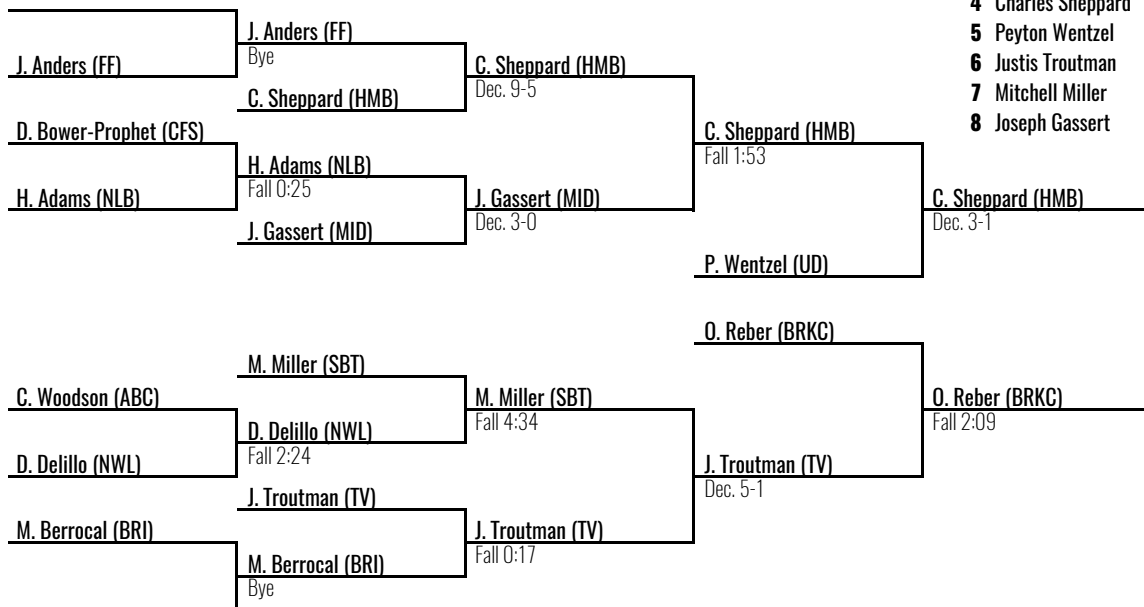 4 Charles Sheppard
J. Anders (FF)
Bye
5 Peyton Wentzel
J. Anders (FF)
C. Sheppard (HMB)
Dec. 9-5
6 Justis Troutman
C. Sheppard (HMB)
7 Mitchell Miller
D. Bower-Prophet (CFS)
C. Sheppard (HMB)
Fall 1:53
8 Joseph Gassert
H. Adams (NLB)
Fall 0:25
H. Adams (NLB)
J. Gassert (MID)
Dec. 3-0
C. Sheppard (HMB)
Dec. 3-1
J. Gassert (MID)
P. Wentzel (UD)
O. Reber (BRKC)
M. Miller (SBT)
C. Woodson (ABC)
M. Miller (SBT)
Fall 4:34
O. Reber (BRKC)
Fall 2:09
D. Delillo (NWL)
Fall 2:24
D. Delillo (NWL)
J. Troutman (TV)
Dec. 5-1
J. Troutman (TV)
M. Berrocal (BRI)
J. Troutman (TV)
Fall 0:17
M. Berrocal (BRI)
Bye